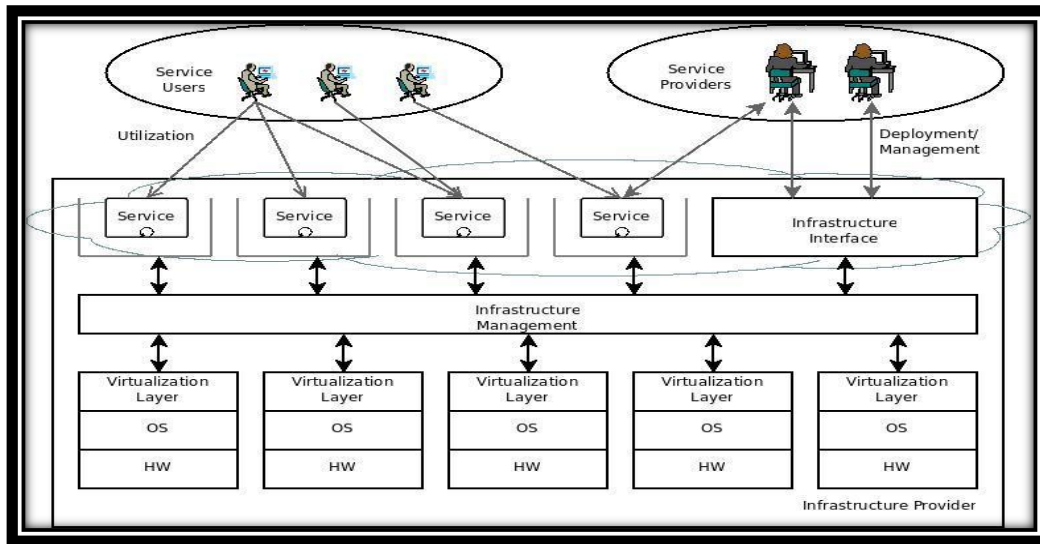 Service
Users
Service
Providers
Utilization
Deployment/
Management
Service
Service
Service
Service
Infrastructure
Interface
Infrastructure
Management
Virtualization
Layer
Virtualization
Layer
Virtualization
Layer
Virtualization
Layer
Virtualization
Layer
OS
OS
OS
OS
OS
HW
HW
HW
HW
HW
Infrastructure Provider